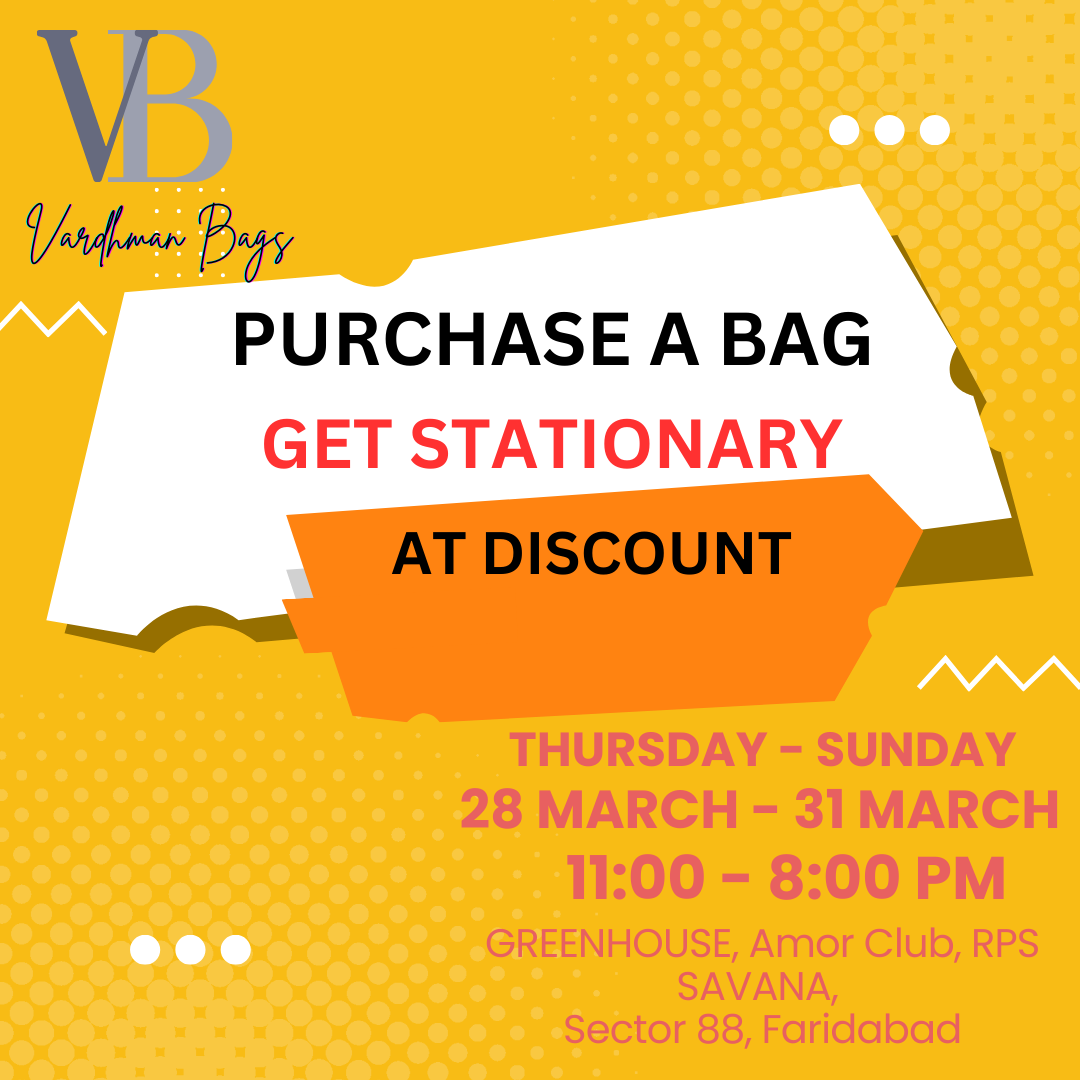 VB
Vardhman Bags
PURCHASE A BAG
GET STATIONARY
AT DISCOUNT
THURSDAY - SUNDAY
28 MARCH - 31 MARCH
11:00 - 8:00 PM
GREENHOUSE, Amor Club, RPS
SAVANA,
Sector 88, Faridabad